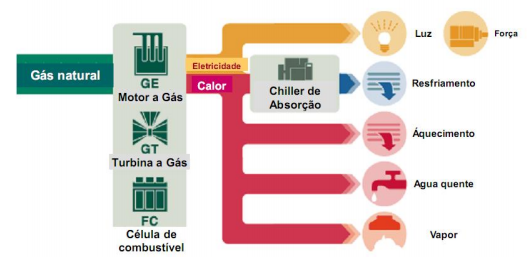 Gás natural
GE
Motor a Gás
GT
Turbina a Gás
FC
Célula de
combustível
Eletricidade
Calor
Chiller de
Absorção
Luz
Força
Resfriamento
Áquecimento
Agua quente
Vapor